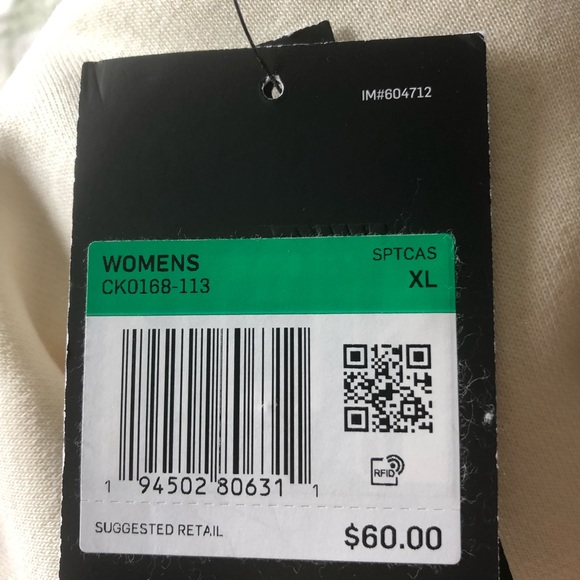 IM#604712
WOMENS
SPTCAS
CK0168-113
XL
RFID
1 94502 80631 1
SUGGESTED RETAIL
$60.00